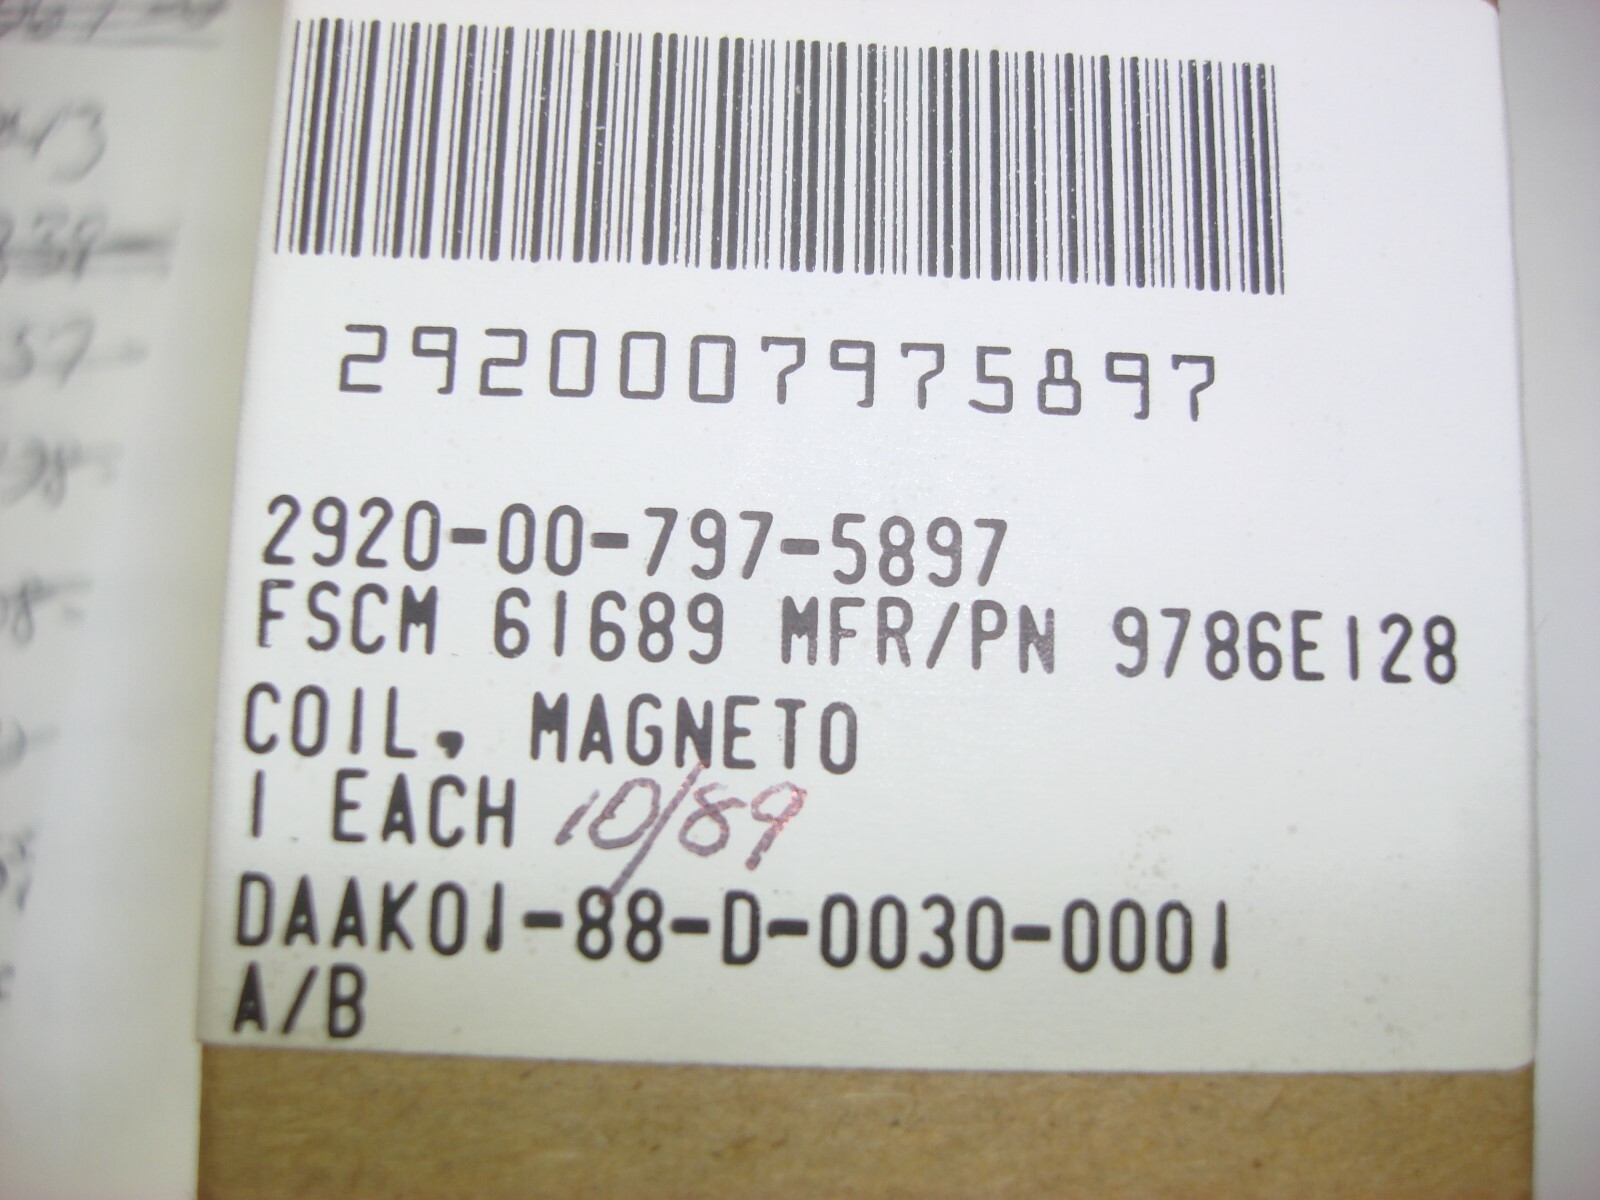 2920007975897
2920-00-797-5897
FSCM 61689 MFR/PN 9786E128
COIL, MAGNETO
1 EACH 10/89
DAAK01-88-D-0030-0001
A/B